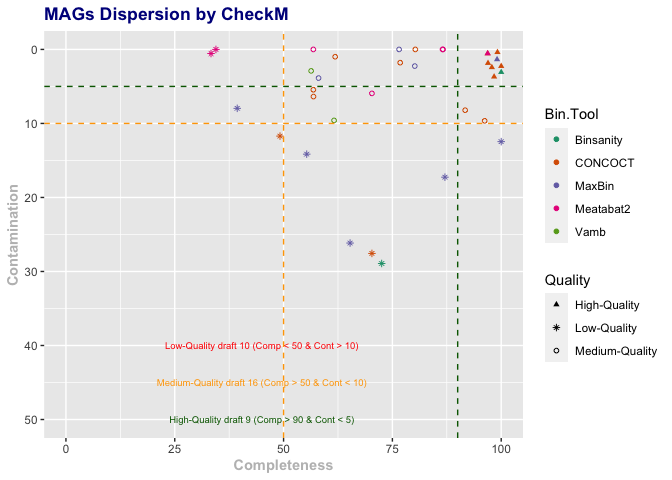 MAGs Dispersion by CheckM
0
10
20
30
40
50
Contamination
Low-Quality draft 10 (Comp < 50 & Cont > 10)
Medium-Quality draft 16 (Comp > 50 & Cont < 10)
High-Quality draft 9 (Comp > 90 & Cont < 5)
0
25
50
75
100
Completeness
Bin.Tool
Binsanity
CONCOCT
MaxBin
Meatabat2
Vamb
Quality
High-Quality
Low-Quality
Medium-Quality